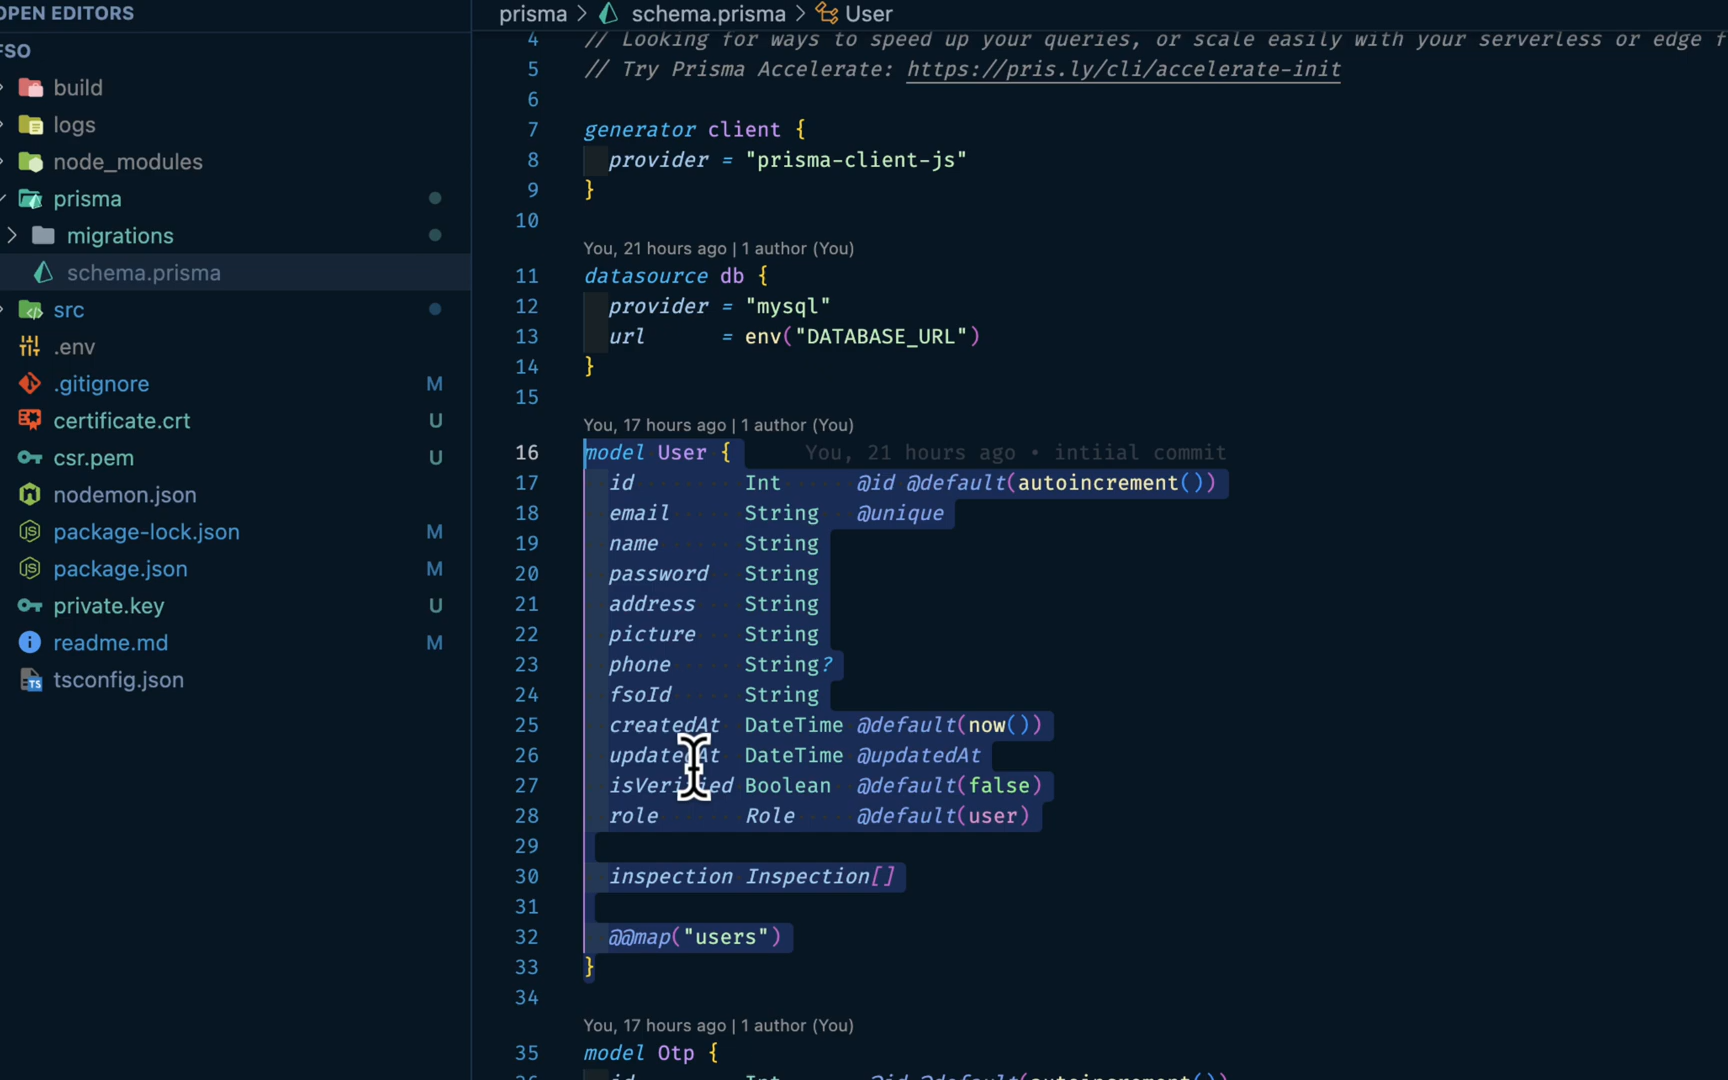 OPEN EDITORS
FSO
build
logs
node_modules
prisma
migrations
schema.prisma
src
.env
.gitignore M
certificate.crt U
csr.pem U
nodemon.json
package-lock.json M
package.json M
private.key U
readme.md M
tsconfig.json
prisma > schema.prisma > User
4 // Looking for ways to speed up your queries, or scale easily with your serverless or edge f
5 // Try Prisma Accelerate: https://pris.ly/cli/accelerate-init
6
7 generator client {
8   provider = "prisma-client-js"
9 }
10
You, 21 hours ago | 1 author (You)
11 datasource db {
12   provider = "mysql"
13   url      = env("DATABASE_URL")
14 }
15
You, 17 hours ago | 1 author (You)
16 model User {      You, 21 hours ago • intiial commit
17   id         Int      @id @default(autoincrement())
18   email      String   @unique
19   name       String
20   password   String
21   address    String
22   picture    String
23   phone      String?
24   fsoId      String
25   createdAt  DateTime @default(now())
26   updatedAt  DateTime @updatedAt
27   isVerified Boolean  @default(false)
28   role       Role     @default(user)
29
30   inspection Inspection[]
31
32   @@map("users")
33 }
34
You, 17 hours ago | 1 author (You)
35 model Otp {